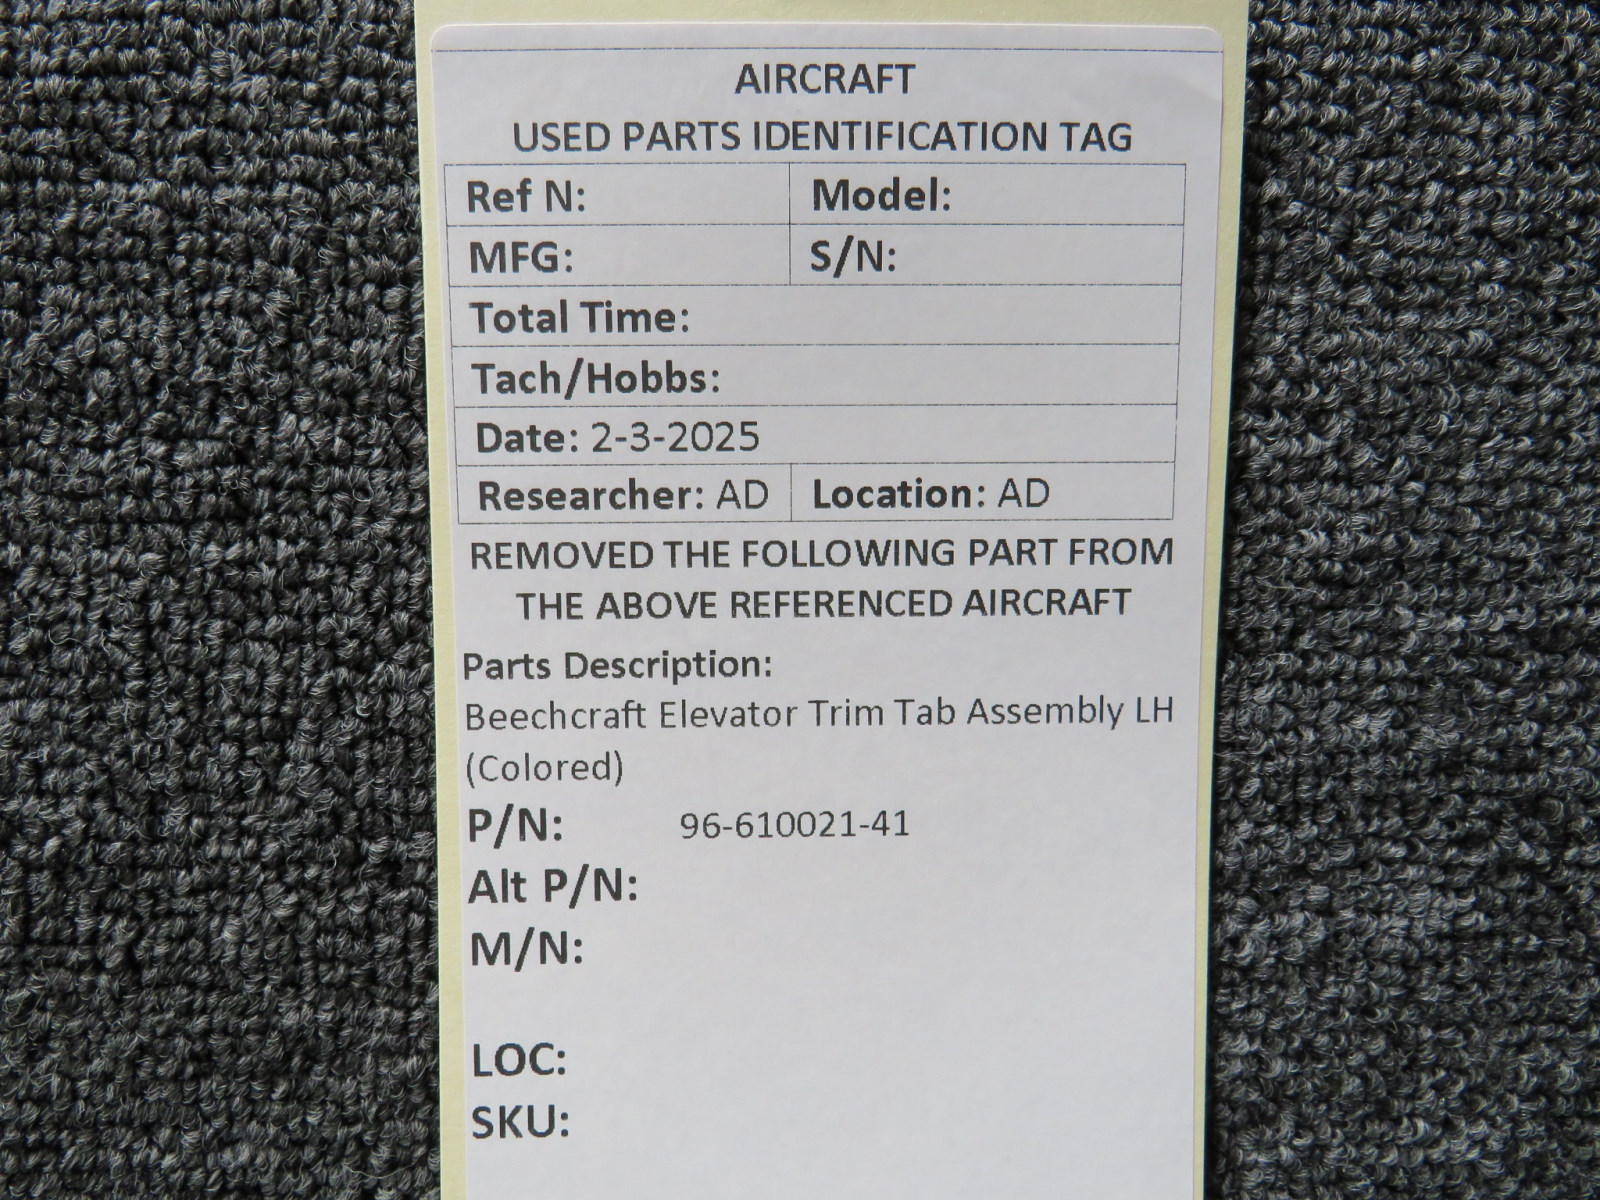 AIRCRAFT
USED PARTS IDENTIFICATION TAG
Ref N: Model:
MFG: S/N:
Total Time:
Tach/Hobbs:
Date: 2-3-2025
Researcher: AD Location: AD
REMOVED THE FOLLOWING PART FROM
THE ABOVE REFERENCED AIRCRAFT
Parts Description:
Beechcraft Elevator Trim Tab Assembly LH
(Colored)
P/N: 96-610021-41
Alt P/N:
M/N:
LOC:
SKU: